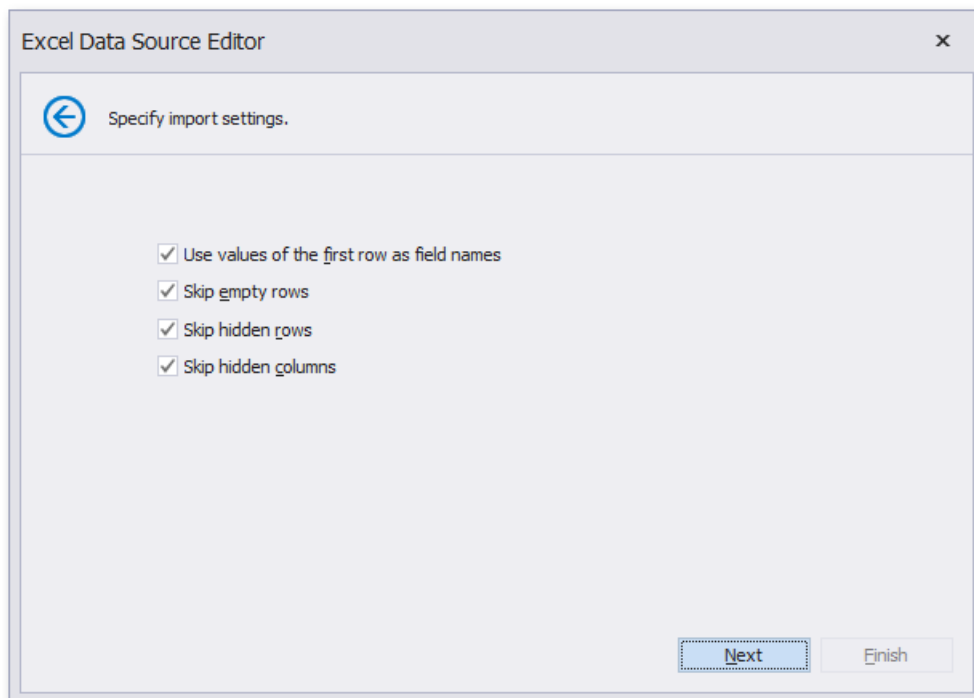 Excel Data Source Editor
Specify import settings.
Use values of the first row as field names
Skip empty rows
Skip hidden rows
Skip hidden columns
Next
Finish